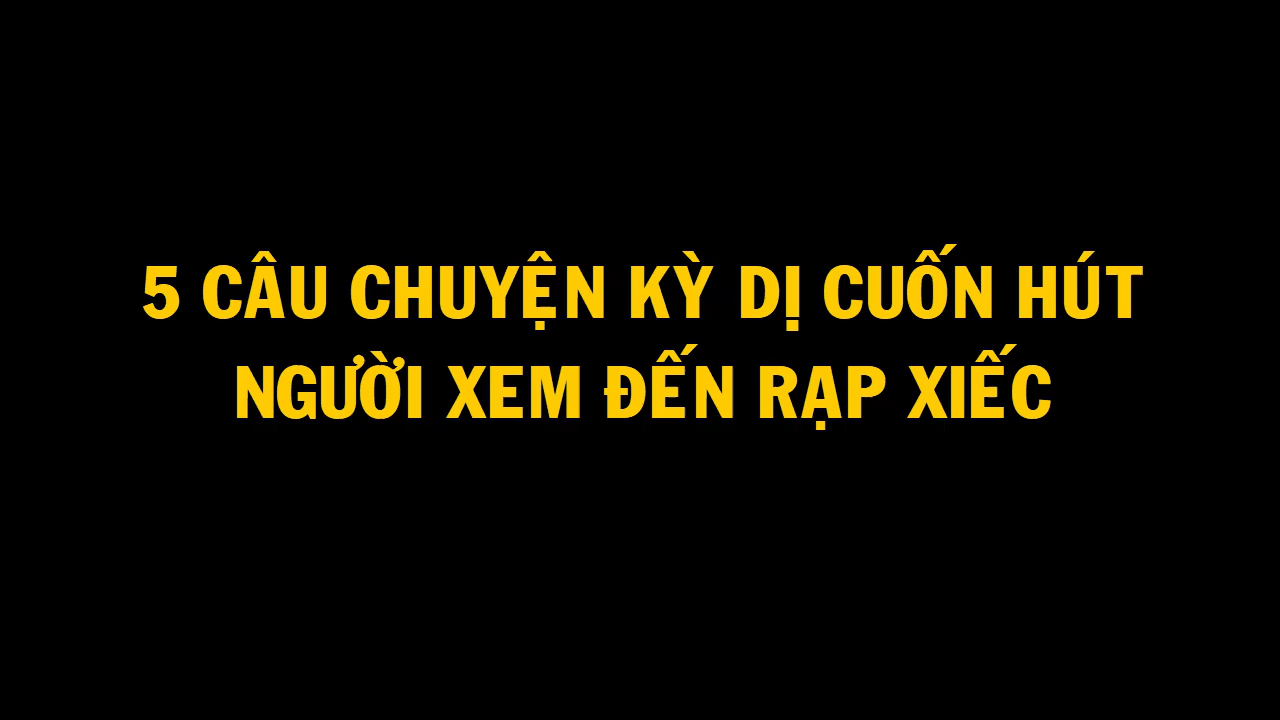 5 CÂU CHUYỆN KỲ DỊ CUỐN HÚT
NGƯỜI XEM ĐẾN RẠP XIẾC